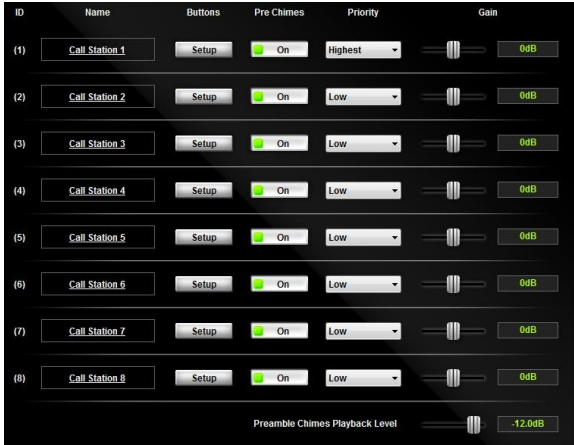 ID Name Buttons Pre Chimes Priority Gain
(1) Call Station 1 Setup On Highest 0dB
(2) Call Station 2 Setup On Low 0dB
(3) Call Station 3 Setup On Low 0dB
(4) Call Station 4 Setup On Low 0dB
(5) Call Station 5 Setup On Low 0dB
(6) Call Station 6 Setup On Low 0dB
(7) Call Station 7 Setup On Low 0dB
(8) Call Station 8 Setup On Low 0dB
Preamble Chimes Playback Level -12.0dB